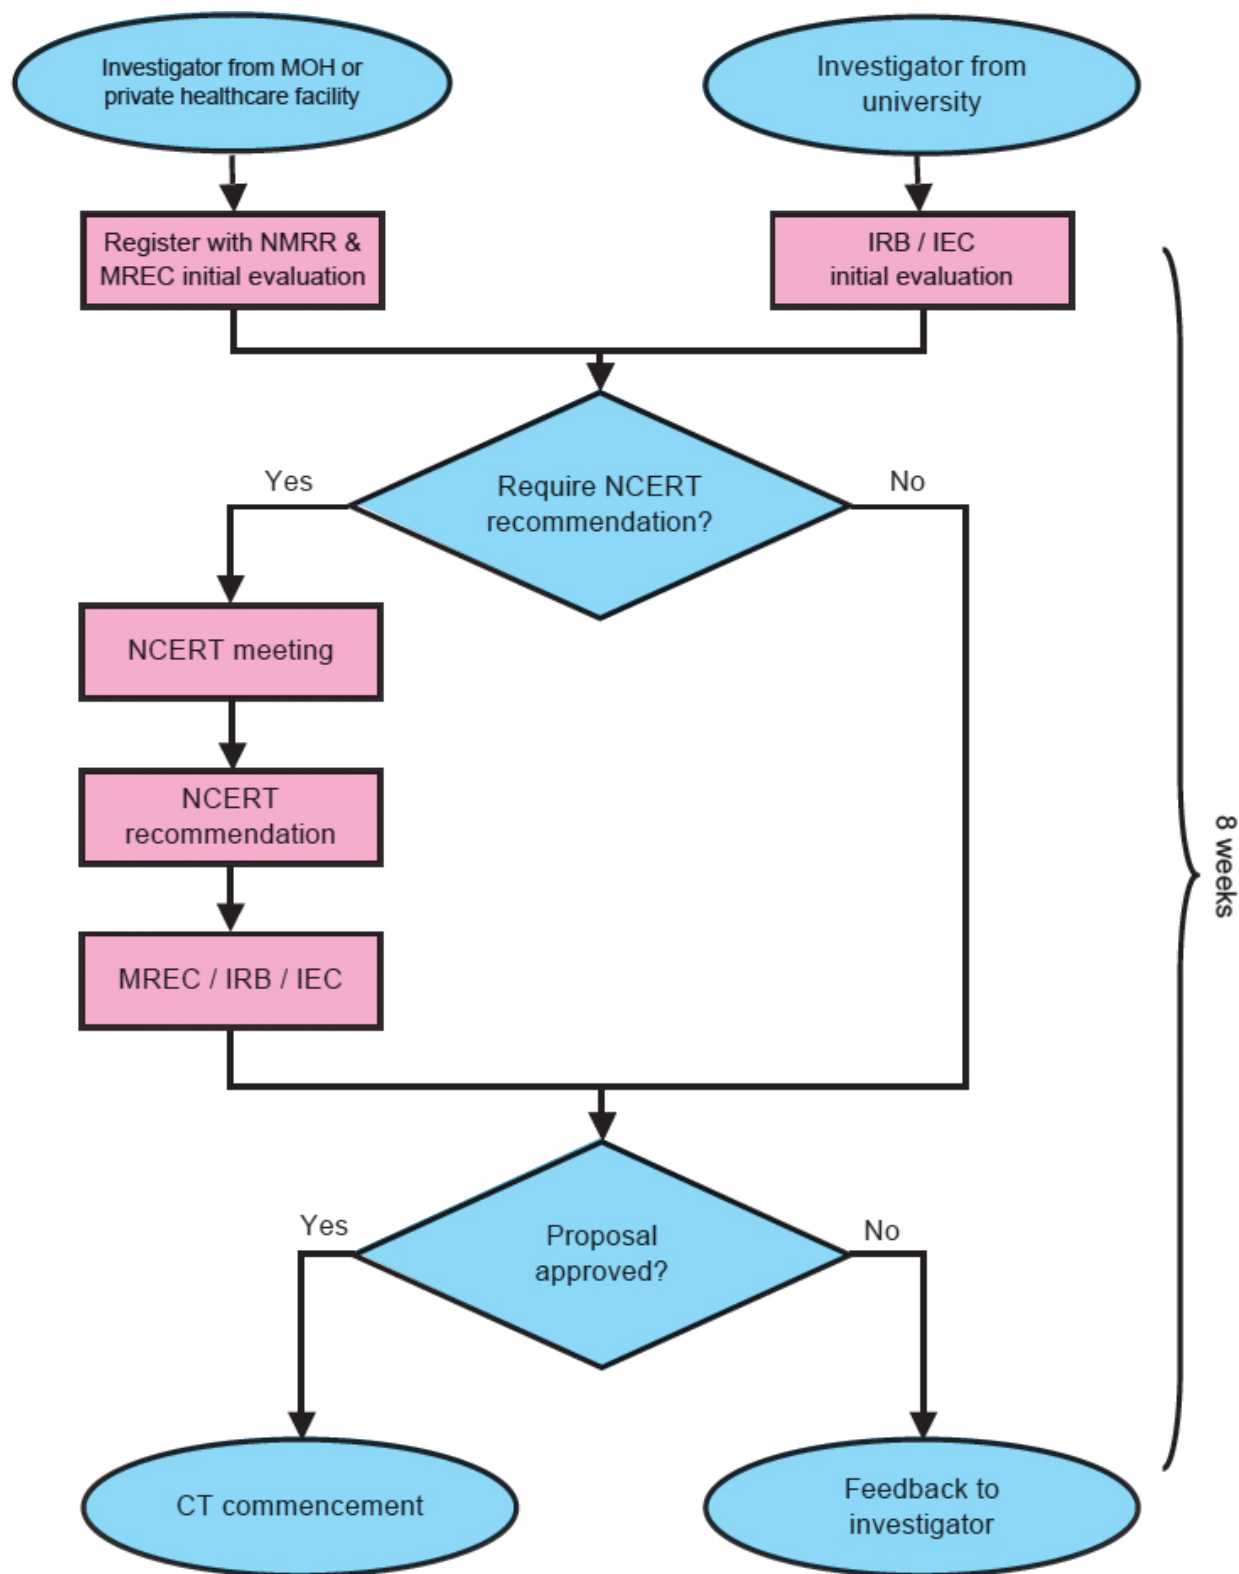 Investigator from MOH or
private healthcare facility
Investigator from
university
Register with NMRR &
MREC initial evaluation
IRB / IEC
initial evaluation
Require NCERT
recommendation?
Yes
No
NCERT meeting
NCERT
recommendation
MREC / IRB / IEC
8 weeks
Proposal
approved?
Yes
No
CT commencement
Feedback to
investigator